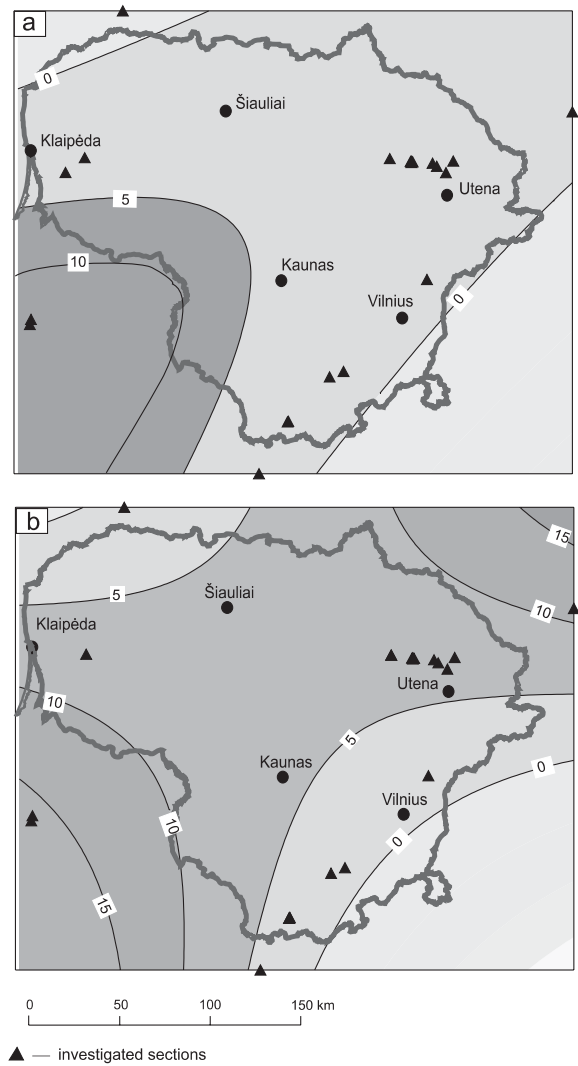 a
0
Šiauliai
Klaipėda
Utena
5
10
Kaunas
0
Vilnius
b
15
5
Šiauliai
10
Klaipėda
Utena
10
5
Kaunas
0
Vilnius
10
0
15
0 50 100 150 km
— investigated sections